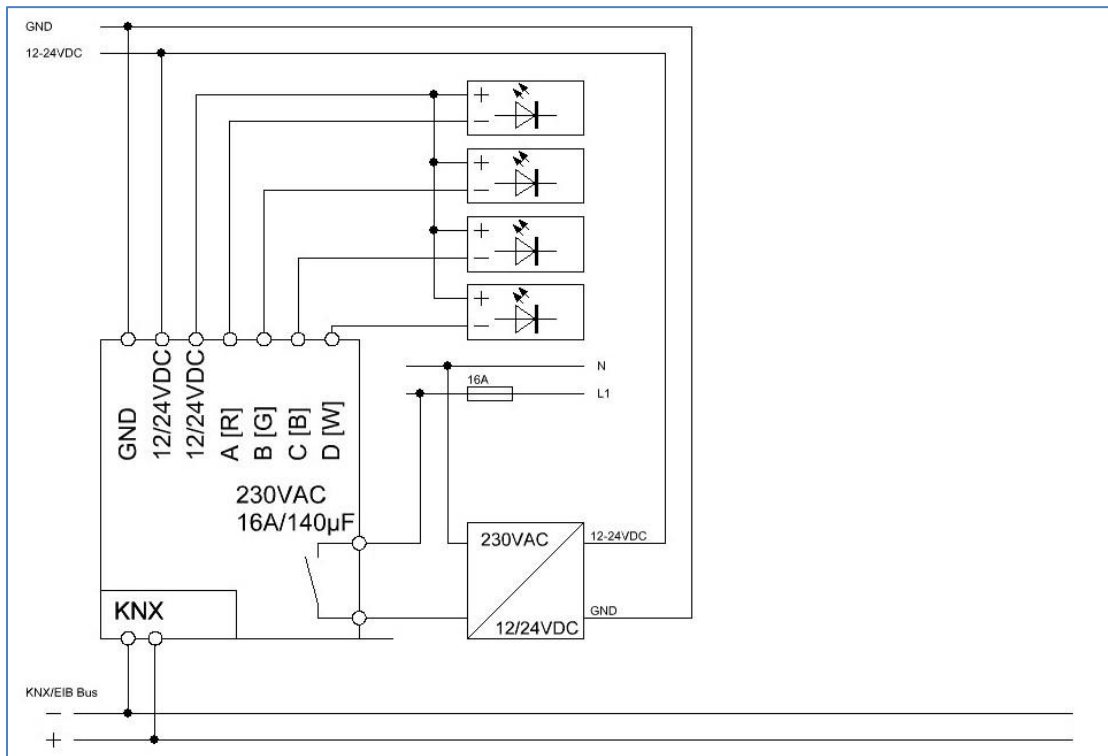 GND
12-24VDC
+
−
+
−
+
−
+
−
N
16A
L1
GND
12/24VDC
12/24VDC
A [R]
B [G]
C [B]
D [W]
230VAC
16A/140µF
230VAC
12-24VDC
GND
12/24VDC
KNX
KNX/EIB Bus
−
+